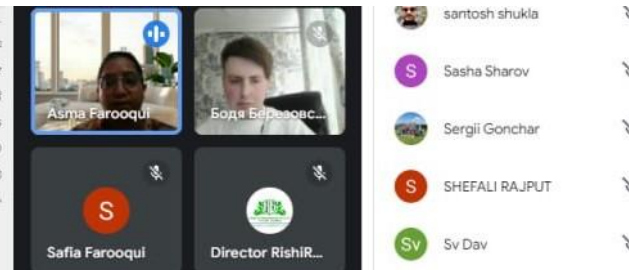 Asma Farooqui
Бодя Березовс...
S
Safia Farooqui
Director RishiR...
santosh shukla
S
Sasha Sharov
Sergii Gonchar
S
SHEFALI RAJPUT
Sv
Sv Dav